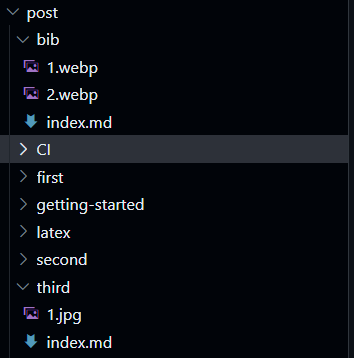 post
bib
1.webp
2.webp
index.md
CI
first
getting-started
latex
second
third
1.jpg
index.md